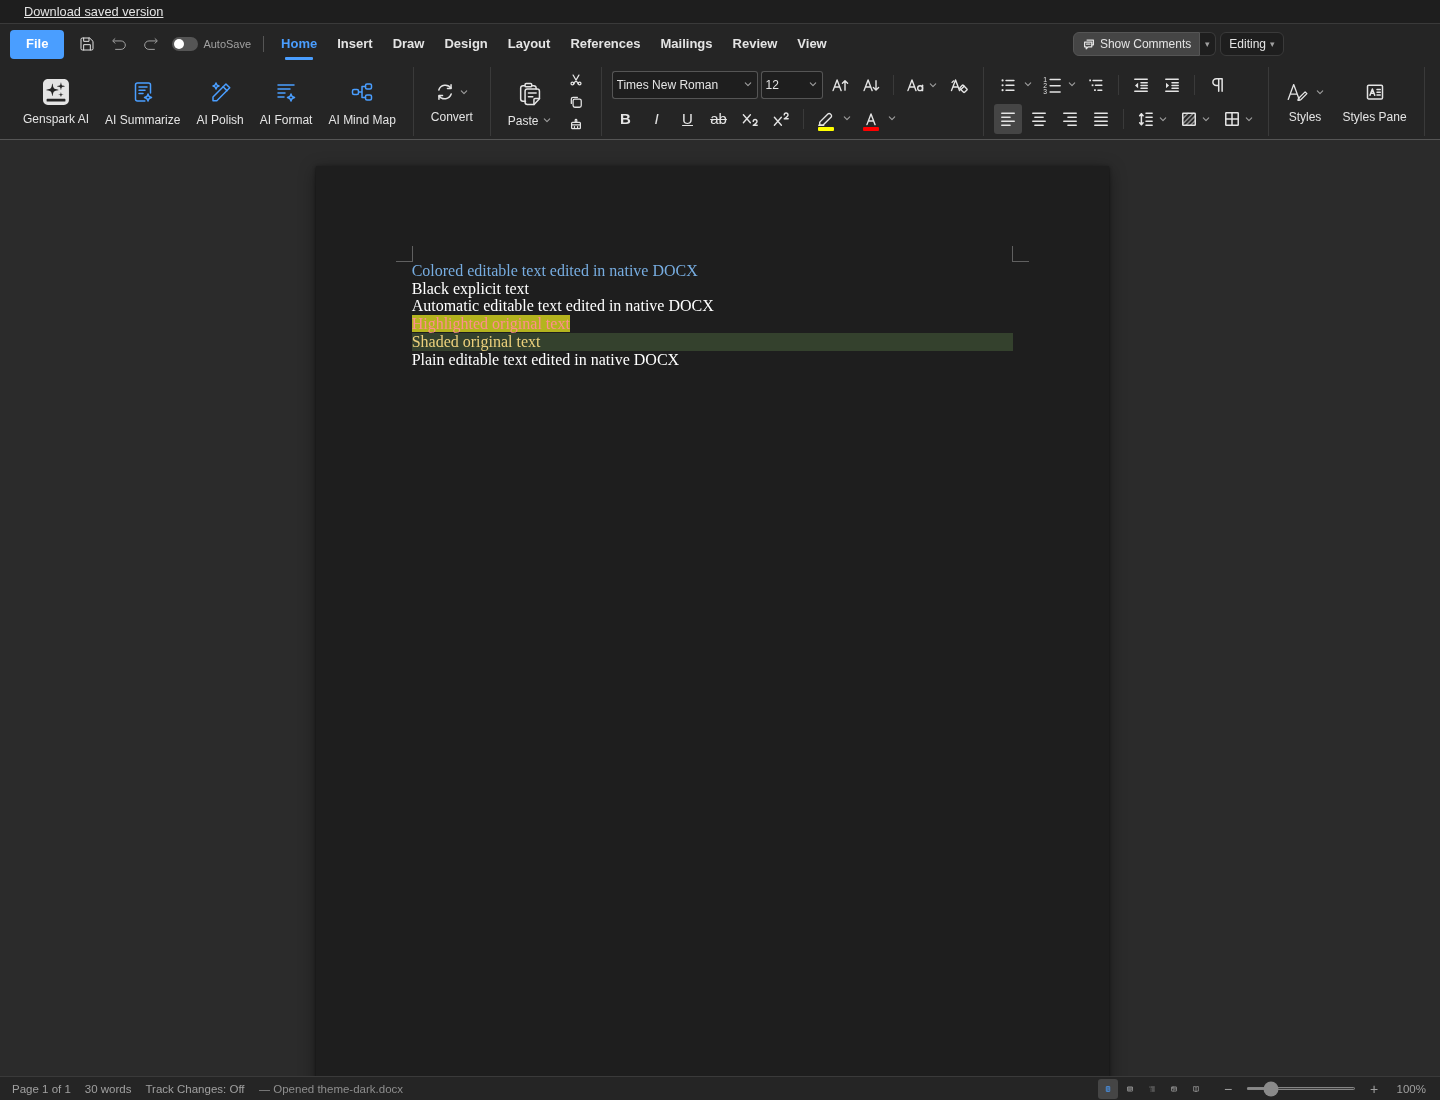 Download saved version
File AutoSave Home Insert Draw Design Layout References Mailings Review View Show Comments Editing
Genspark AI AI Summarize AI Polish AI Format AI Mind Map Convert Paste Times New Roman 12 Styles Styles Pane
B I U ab
Colored editable text edited in native DOCX
Black explicit text
Automatic editable text edited in native DOCX
Highlighted original text
Shaded original text
Plain editable text edited in native DOCX
Page 1 of 1 30 words Track Changes: Off — Opened theme-dark.docx − + 100%